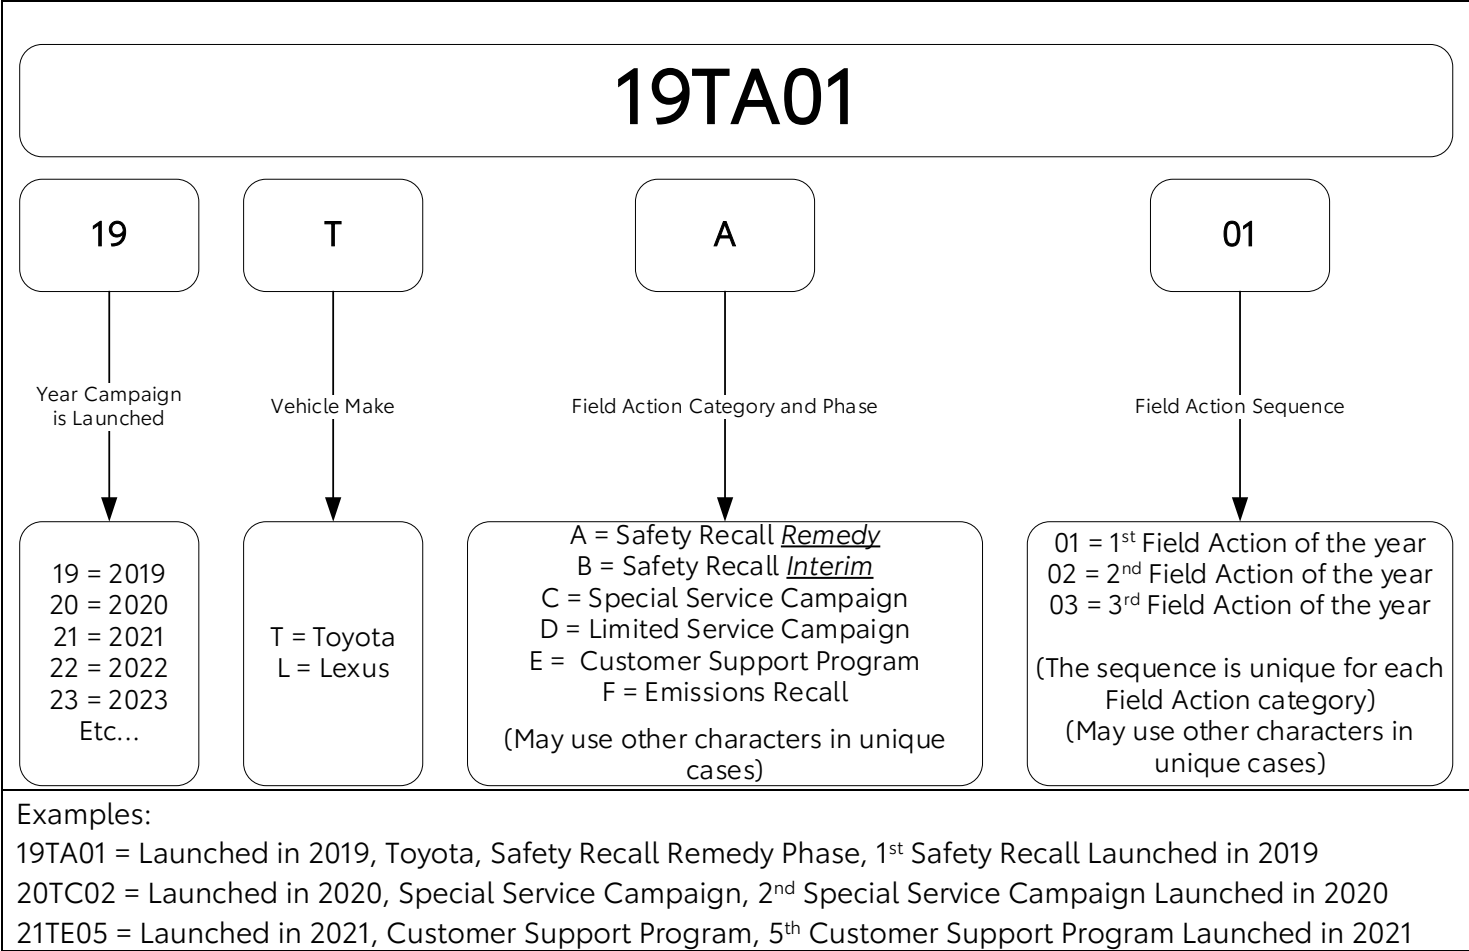 19TA01
19
T
A
01
Year Campaign
is Launched
Vehicle Make
Field Action Category and Phase
Field Action Sequence
19 = 2019
20 = 2020
21 = 2021
22 = 2022
23 = 2023
Etc...
T = Toyota
L = Lexus
A = Safety Recall Remedy
B = Safety Recall Interim
C = Special Service Campaign
D = Limited Service Campaign
E =  Customer Support Program
F = Emissions Recall
(May use other characters in unique
cases)
01 = 1st Field Action of the year
02 = 2nd Field Action of the year
03 = 3rd Field Action of the year
(The sequence is unique for each
Field Action category)
(May use other characters in
unique cases)
Examples:
19TA01 = Launched in 2019, Toyota, Safety Recall Remedy Phase, 1st Safety Recall Launched in 2019
20TC02 = Launched in 2020, Special Service Campaign, 2nd Special Service Campaign Launched in 2020
21TE05 = Launched in 2021, Customer Support Program, 5th Customer Support Program Launched in 2021